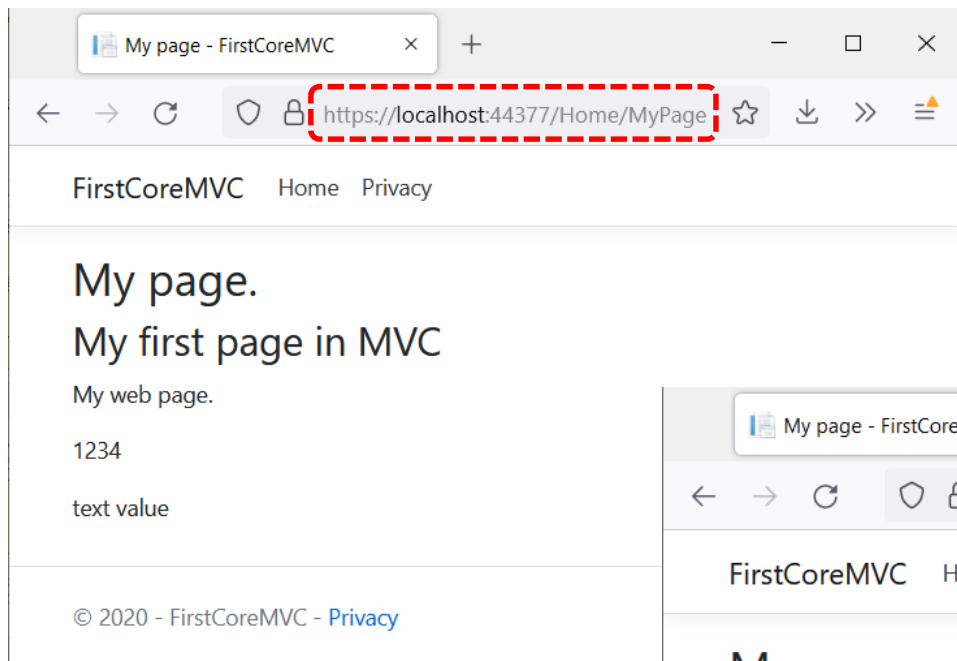 My page - FirstCoreMVC
https://localhost:44377/Home/MyPage
FirstCoreMVC Home Privacy
My page.
My first page in MVC
My web page.
1234
text value
© 2020 - FirstCoreMVC - Privacy
My page - FirstCore
FirstCoreMVC H